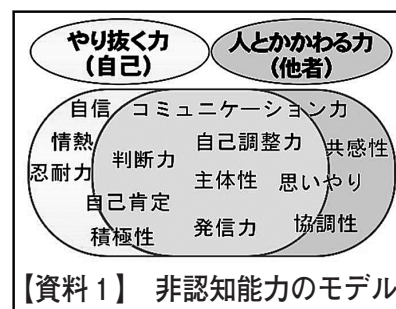 やり抜く力
(自己)
人とかかわる力
(他者)
自信 コミュニケーション力
情熱 自己調整力 共感性
忍耐力 判断力
主体性 思いやり
自己肯定
積極性 発信力 協調性
【資料1】 非認知能力のモデル